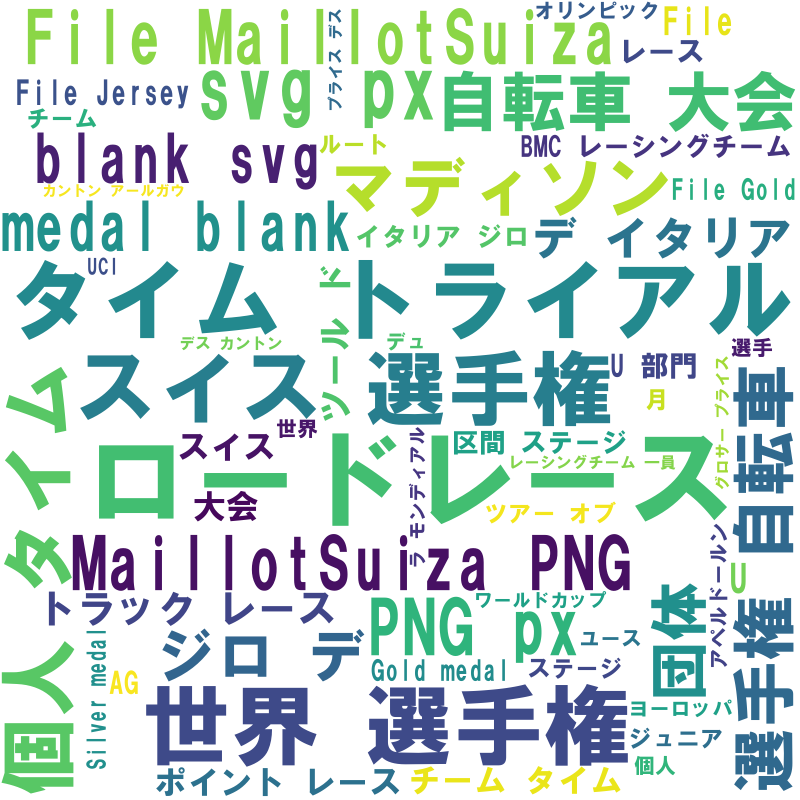 File MaillotSuiza
プライス デス
オリンピック
File
レース
File Jersey
svg px
自転車 大会
チーム
blank svg
ルート
BMC レーシングチーム
カントン アールガウ
マディソン
File Gold
medal blank
イタリア ジロ
デ イタリア
UCI
タイム トライアル
ツール ド
デス カントン
デュ
選手
スイス 選手権
U 部門
グロサー プライス
月
タイム
世界
スイス
区間 ステージ
自転車
ロードレース
レーシングチーム 一員
ラ モンディアル
大会
ツアー オブ
MaillotSuiza PNG
アペルドールン
U
トラック レース
PNG px
ワールドカップ
団体
選手権
個人
Silver medal
ジロ デ
ユース
Gold medal
ステージ
AG
世界 選手権
ヨーロッパ
ジュニア
個人
ポイント レース
チーム タイム